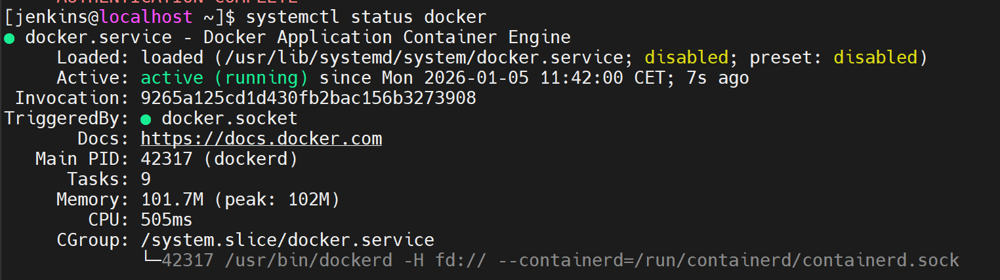 AUTHENTICATION COMPLETE
[jenkins@localhost ~]$ systemctl status docker
● docker.service - Docker Application Container Engine
     Loaded: loaded (/usr/lib/systemd/system/docker.service; disabled; preset: disabled)
     Active: active (running) since Mon 2026-01-05 11:42:00 CET; 7s ago
 Invocation: 9265a125cd1d430fb2bac156b3273908
TriggeredBy: ● docker.socket
       Docs: https://docs.docker.com
   Main PID: 42317 (dockerd)
      Tasks: 9
     Memory: 101.7M (peak: 102M)
        CPU: 505ms
     CGroup: /system.slice/docker.service
             └─42317 /usr/bin/dockerd -H fd:// --containerd=/run/containerd/containerd.sock